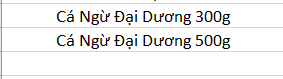 Cá Ngừ Đại Dương 300g
Cá Ngừ Đại Dương 500g